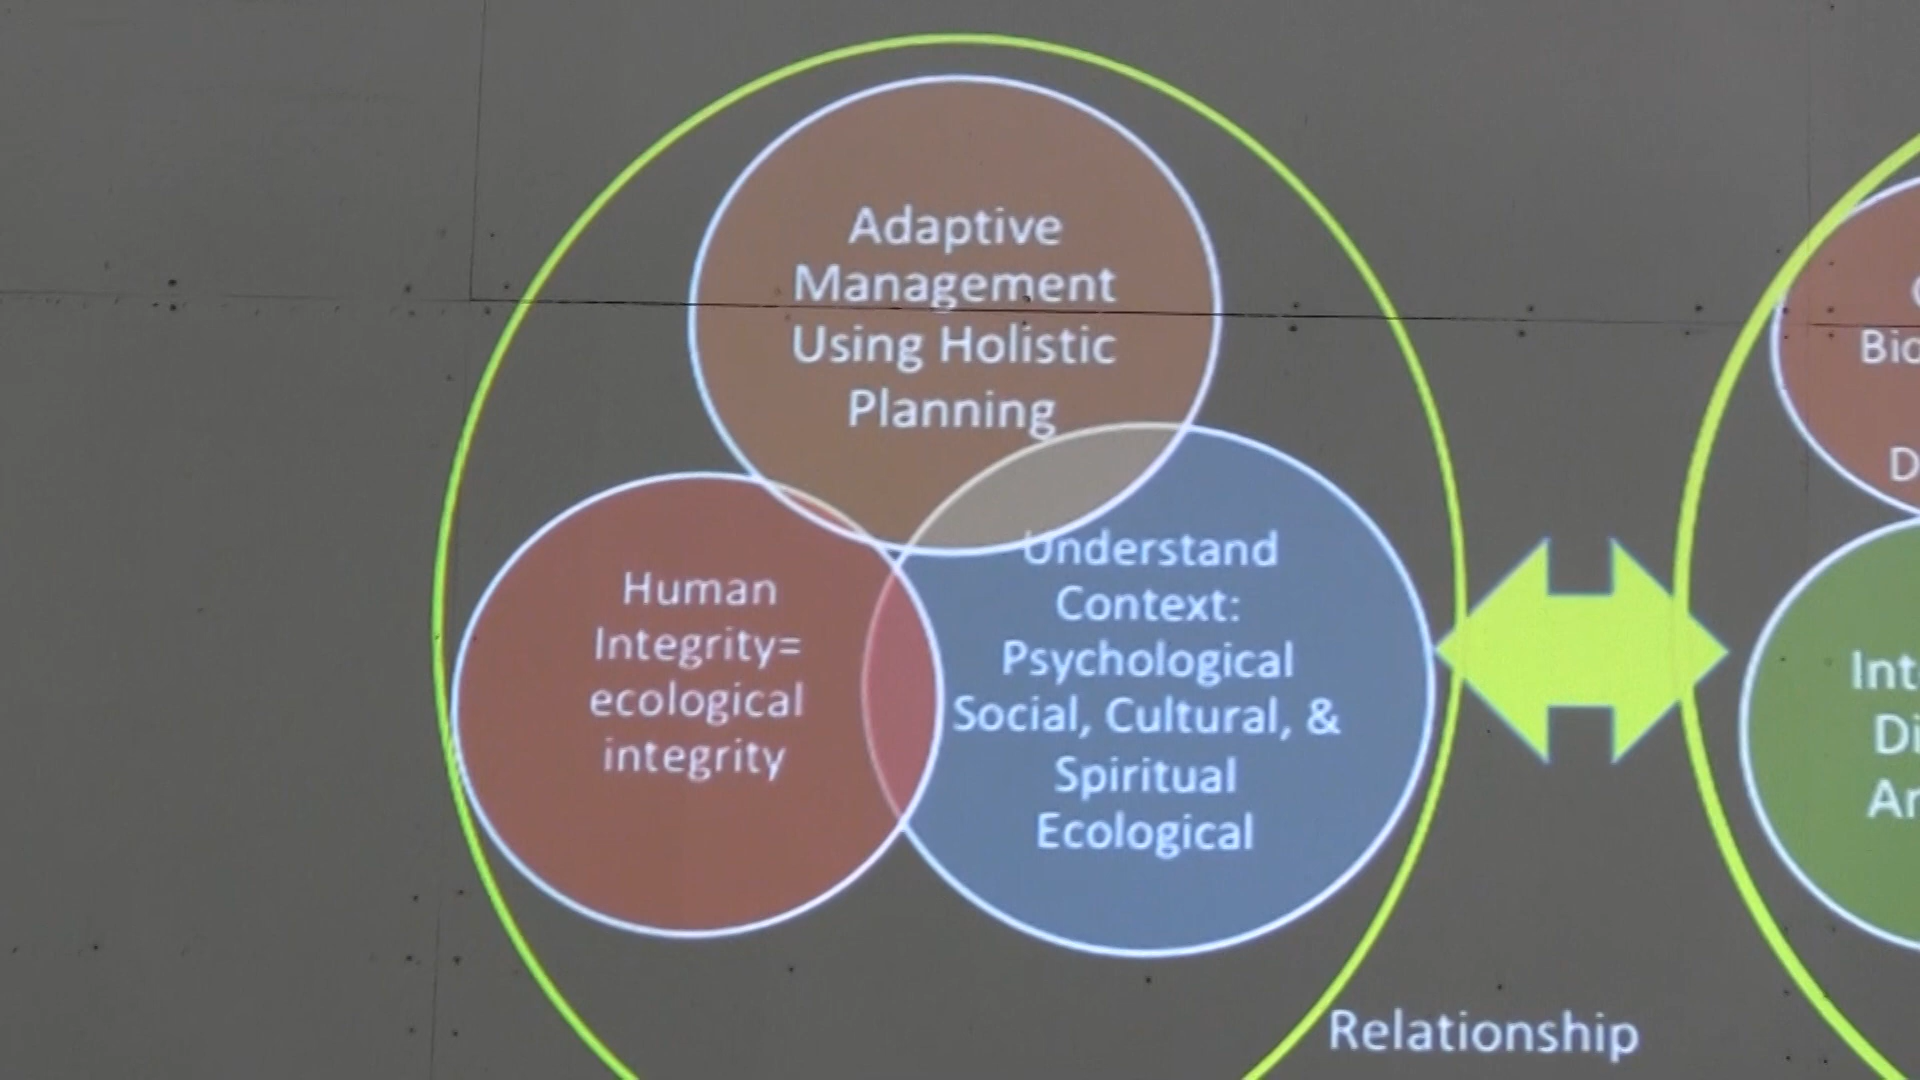 Adaptive
Management
Using Holistic
Planning
Human
Integrity=
ecological
integrity
Understand
Context:
Psychological
Social, Cultural, &
Spiritual
Ecological
Relationship